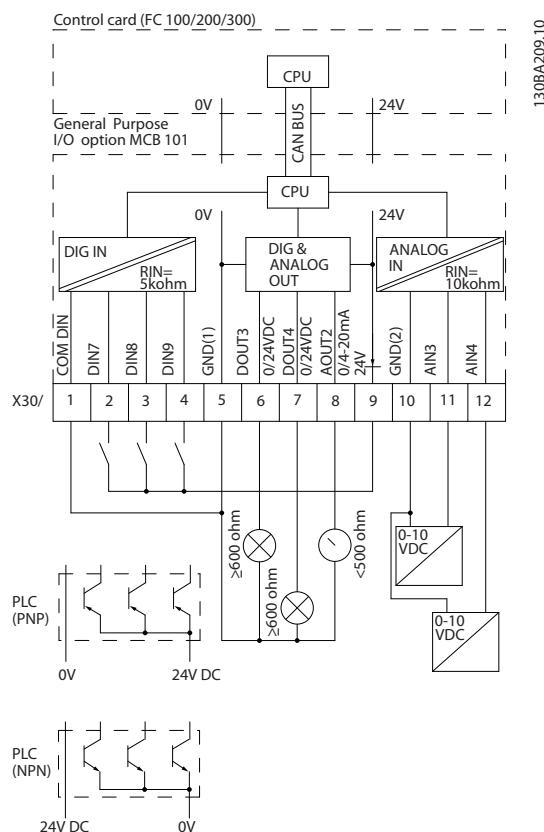 Control card (FC 100/200/300)
130BA209.10
CPU
0V
24V
General Purpose
I/O option MCB 101
CAN BUS
CPU
0V
24V
DIG IN
RIN=
5kohm
DIG &
ANALOG
OUT
ANALOG
IN
RIN=
10kohm
COM DIN
DIN7
DIN8
DIN9
GND(1)
DOUT3
0/24VDC
DOUT4
0/24VDC
AOUT2
0/4-20mA
24V
GND(2)
AIN3
AIN4
X30/ 1 2 3 4 5 6 7 8 9 10 11 12
≥600 ohm
≥600 ohm
<500 ohm
0-10
VDC
0-10
VDC
PLC
(PNP)
0V
24V DC
PLC
(NPN)
24V DC
0V